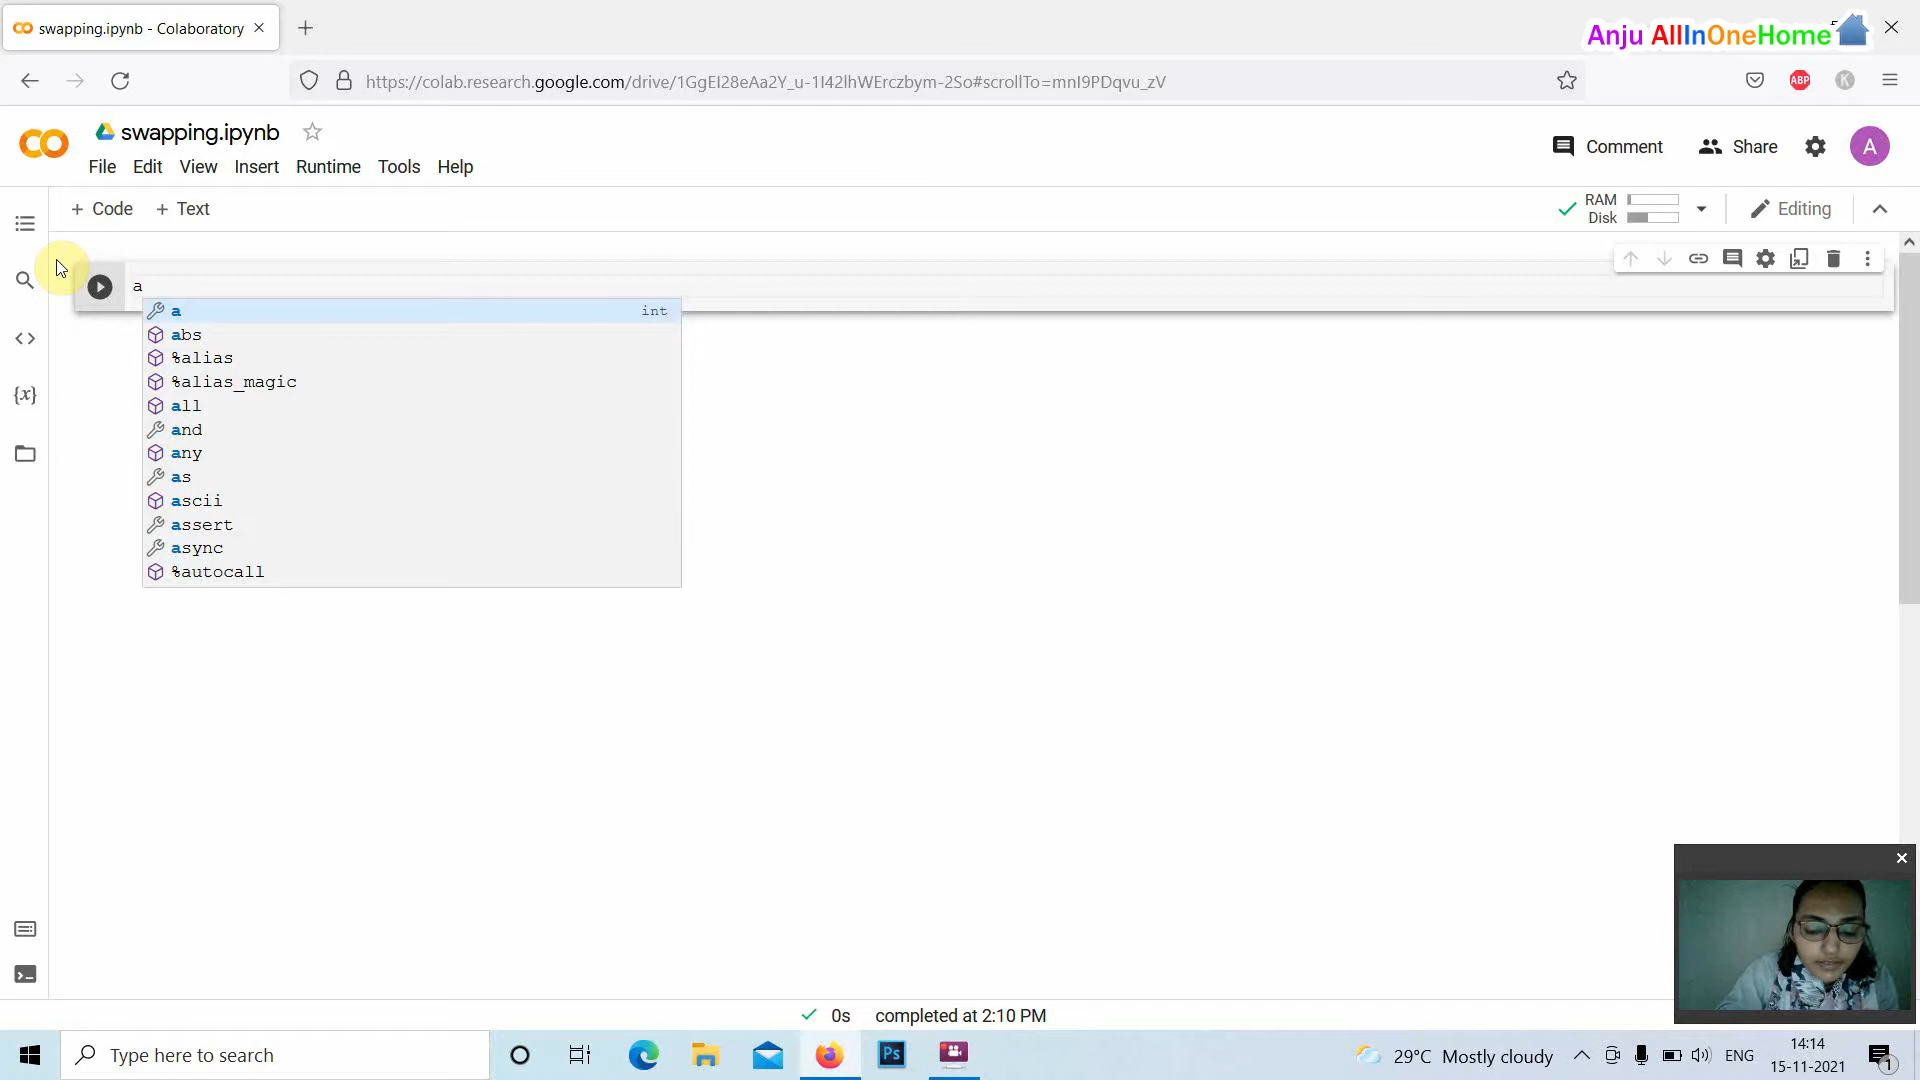 swapping.ipynb - Colaboratory
Anju AllInOneHome
https://colab.research.google.com/drive/1GgEI28eAa2Y_u-1I42lhWErczbym-2So#scrollTo=mnI9PDqvu_zV
ABP
K
swapping.ipynb
Comment
Share
A
File Edit View Insert Runtime Tools Help
+ Code + Text
RAM
Disk
Editing
a
a int
abs
%alias
%alias_magic
all
and
any
as
ascii
assert
async
%autocall
{x}
0s completed at 2:10 PM
Type here to search
Ps
29°C Mostly cloudy
ENG
14:14
15-11-2021
1